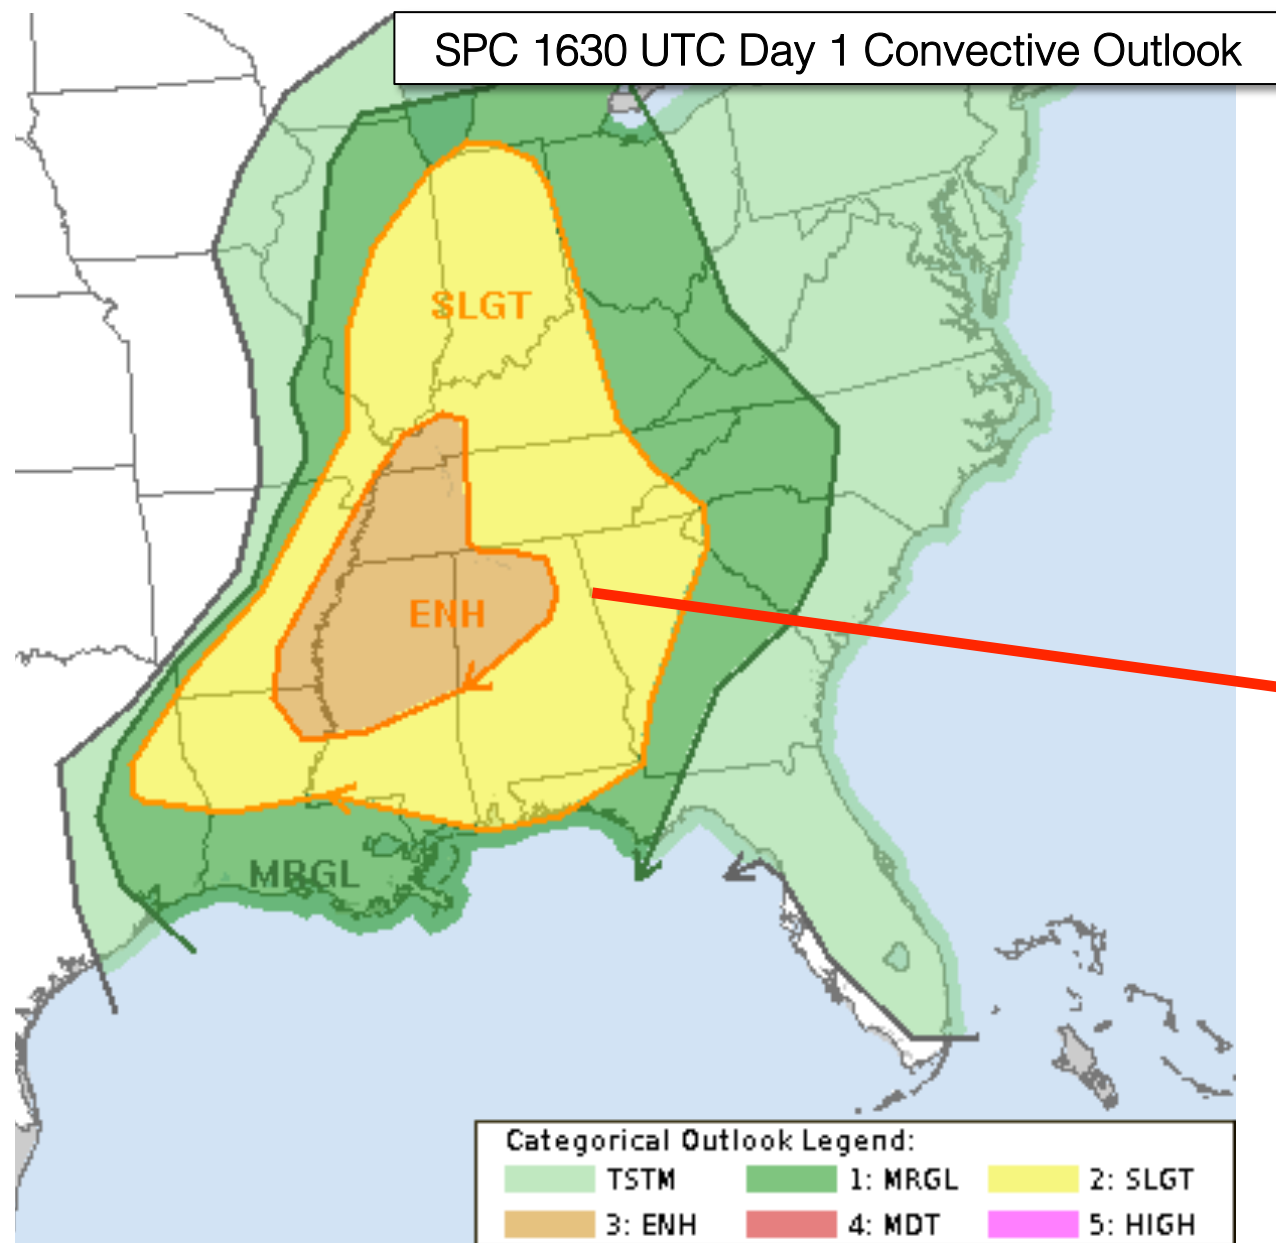 SPC 1630 UTC Day 1 Convective Outlook
SLGT
ENH
MRGL
Categorical Outlook Legend:
TSTM 1: MRGL 2: SLGT
3: ENH 4: MDT 5: HIGH